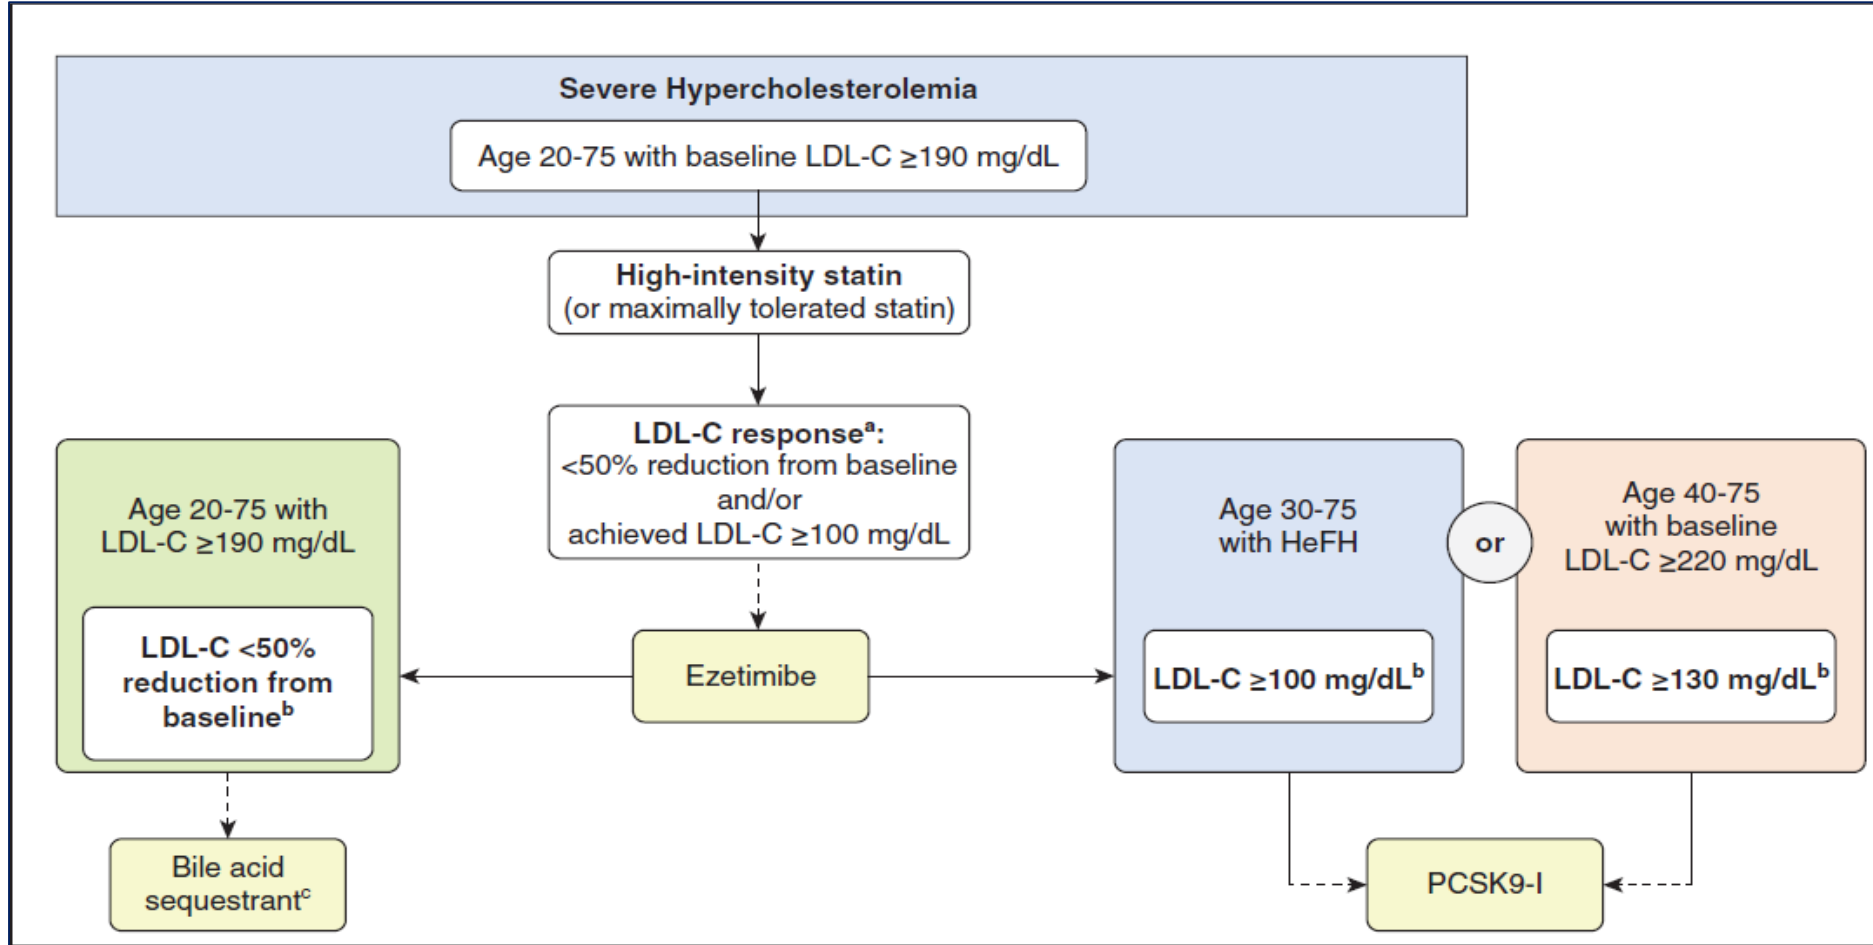 Severe Hypercholesterolemia
Age 20-75 with baseline LDL-C ≥190 mg/dL
High-intensity statin
(or maximally tolerated statin)
LDL-C responseᵃ:
<50% reduction from baseline
and/or
achieved LDL-C ≥100 mg/dL
Age 20-75 with
LDL-C ≥190 mg/dL
LDL-C <50%
reduction from
baselineᵇ
Ezetimibe
Age 30-75
with HeFH
LDL-C ≥100 mg/dLᵇ
or
Age 40-75
with baseline
LDL-C ≥220 mg/dL
LDL-C ≥130 mg/dLᵇ
Bile acid
sequestrantᶜ
PCSK9-I